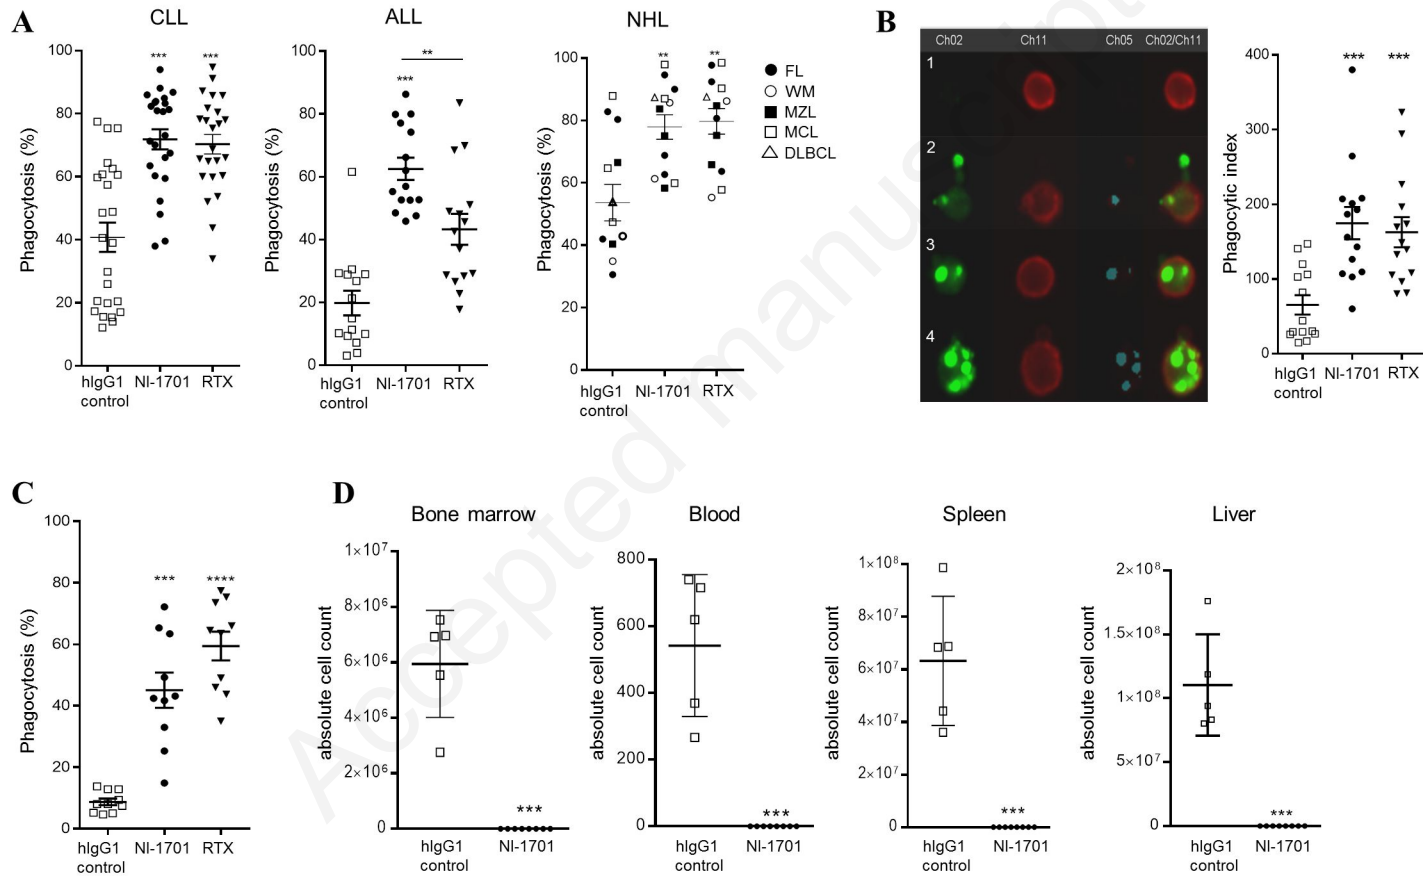 A
CLL
***
***
100
80
60
40
20
0
Phagocytosis (%)
hIgG1
control
NI-1701
RTX
ALL
**
***
100
80
60
40
20
0
Phagocytosis (%)
hIgG1
control
NI-1701
RTX
NHL
**
**
100
80
60
40
20
0
Phagocytosis (%)
hIgG1
control
NI-1701
RTX
FL
WM
MZL
MCL
DLBCL
B
Ch02 Ch11 Ch05 Ch02/Ch11
1
2
3
4
***
***
400
300
200
100
0
Phagocytic index
hIgG1
control
NI-1701
RTX
C
***
****
100
80
60
40
20
0
Phagocytosis (%)
hIgG1
control
NI-1701
RTX
D
Bone marrow
1×10⁷
8×10⁶
6×10⁶
4×10⁶
2×10⁶
0
absolute cell count
***
hIgG1
control
NI-1701
Blood
800
600
400
200
0
absolute cell count
***
hIgG1
control
NI-1701
Spleen
1×10⁸
8×10⁷
6×10⁷
4×10⁷
2×10⁷
0
absolute cell count
***
hIgG1
control
NI-1701
Liver
2×10⁸
1.5×10⁸
1×10⁸
5×10⁷
0
absolute cell count
***
hIgG1
control
NI-1701
Accepted manuscript